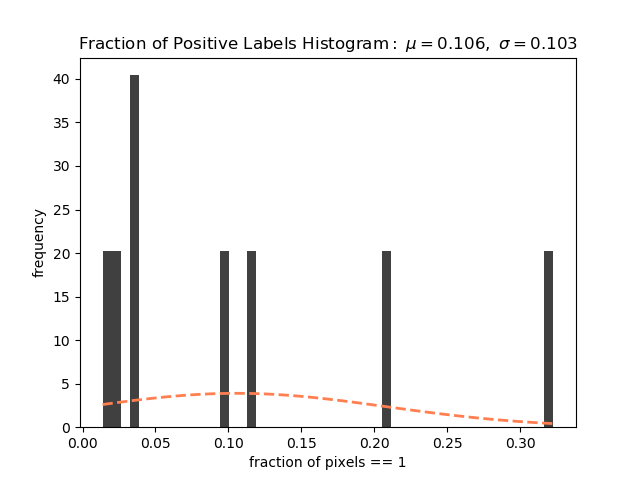 Fraction of Positive Labels Histogram : μ = 0.106, σ = 0.103
40
35
30
25
20
15
10
5
0
frequency
0.00 0.05 0.10 0.15 0.20 0.25 0.30
fraction of pixels == 1